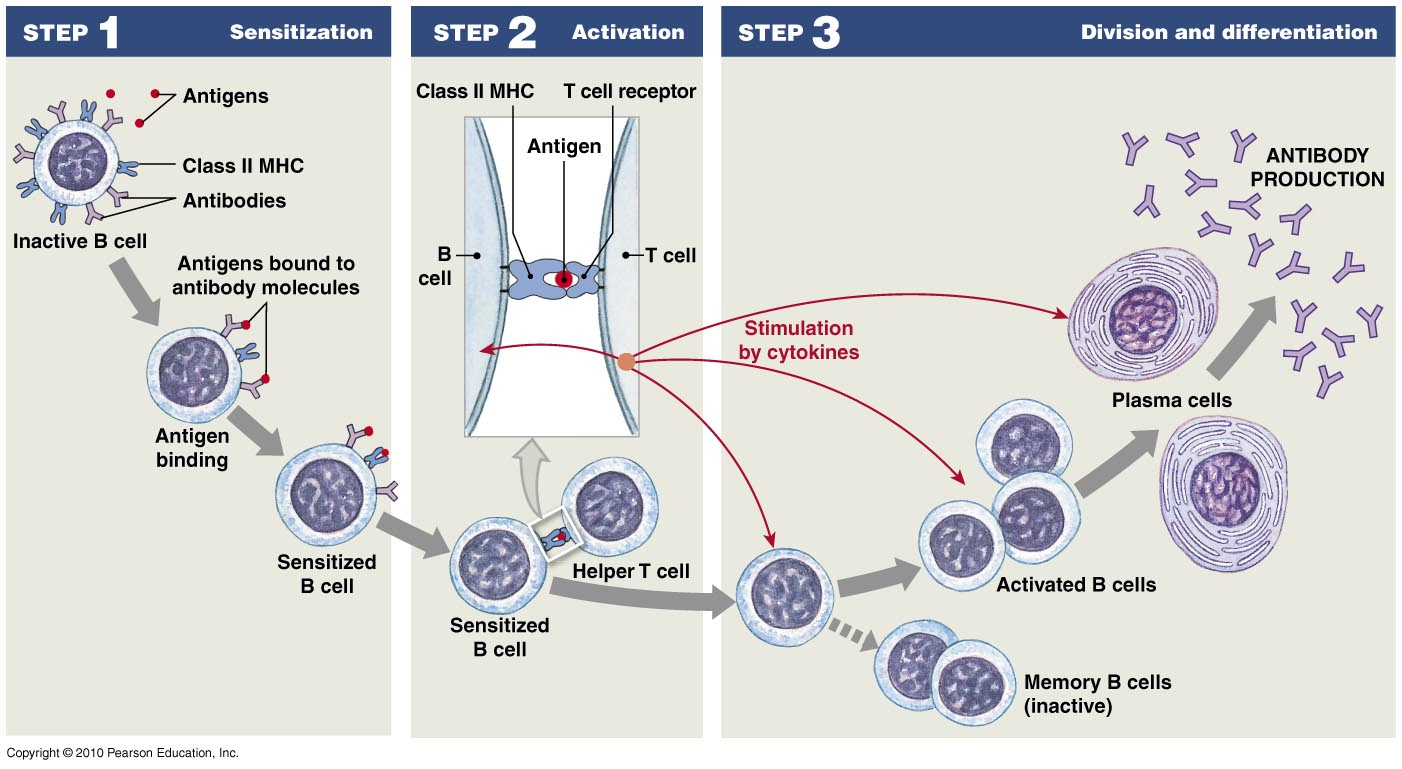 STEP 1 Sensitization
Antigens
Class II MHC
Antibodies
Inactive B cell
Antigens bound to
antibody molecules
Antigen
binding
Sensitized
B cell
STEP 2 Activation
Class II MHC
T cell receptor
Antigen
B
cell
T cell
Helper T cell
Sensitized
B cell
STEP 3 Division and differentiation
Stimulation
by cytokines
ANTIBODY
PRODUCTION
Plasma cells
Activated B cells
Memory B cells
(inactive)
Copyright © 2010 Pearson Education, Inc.